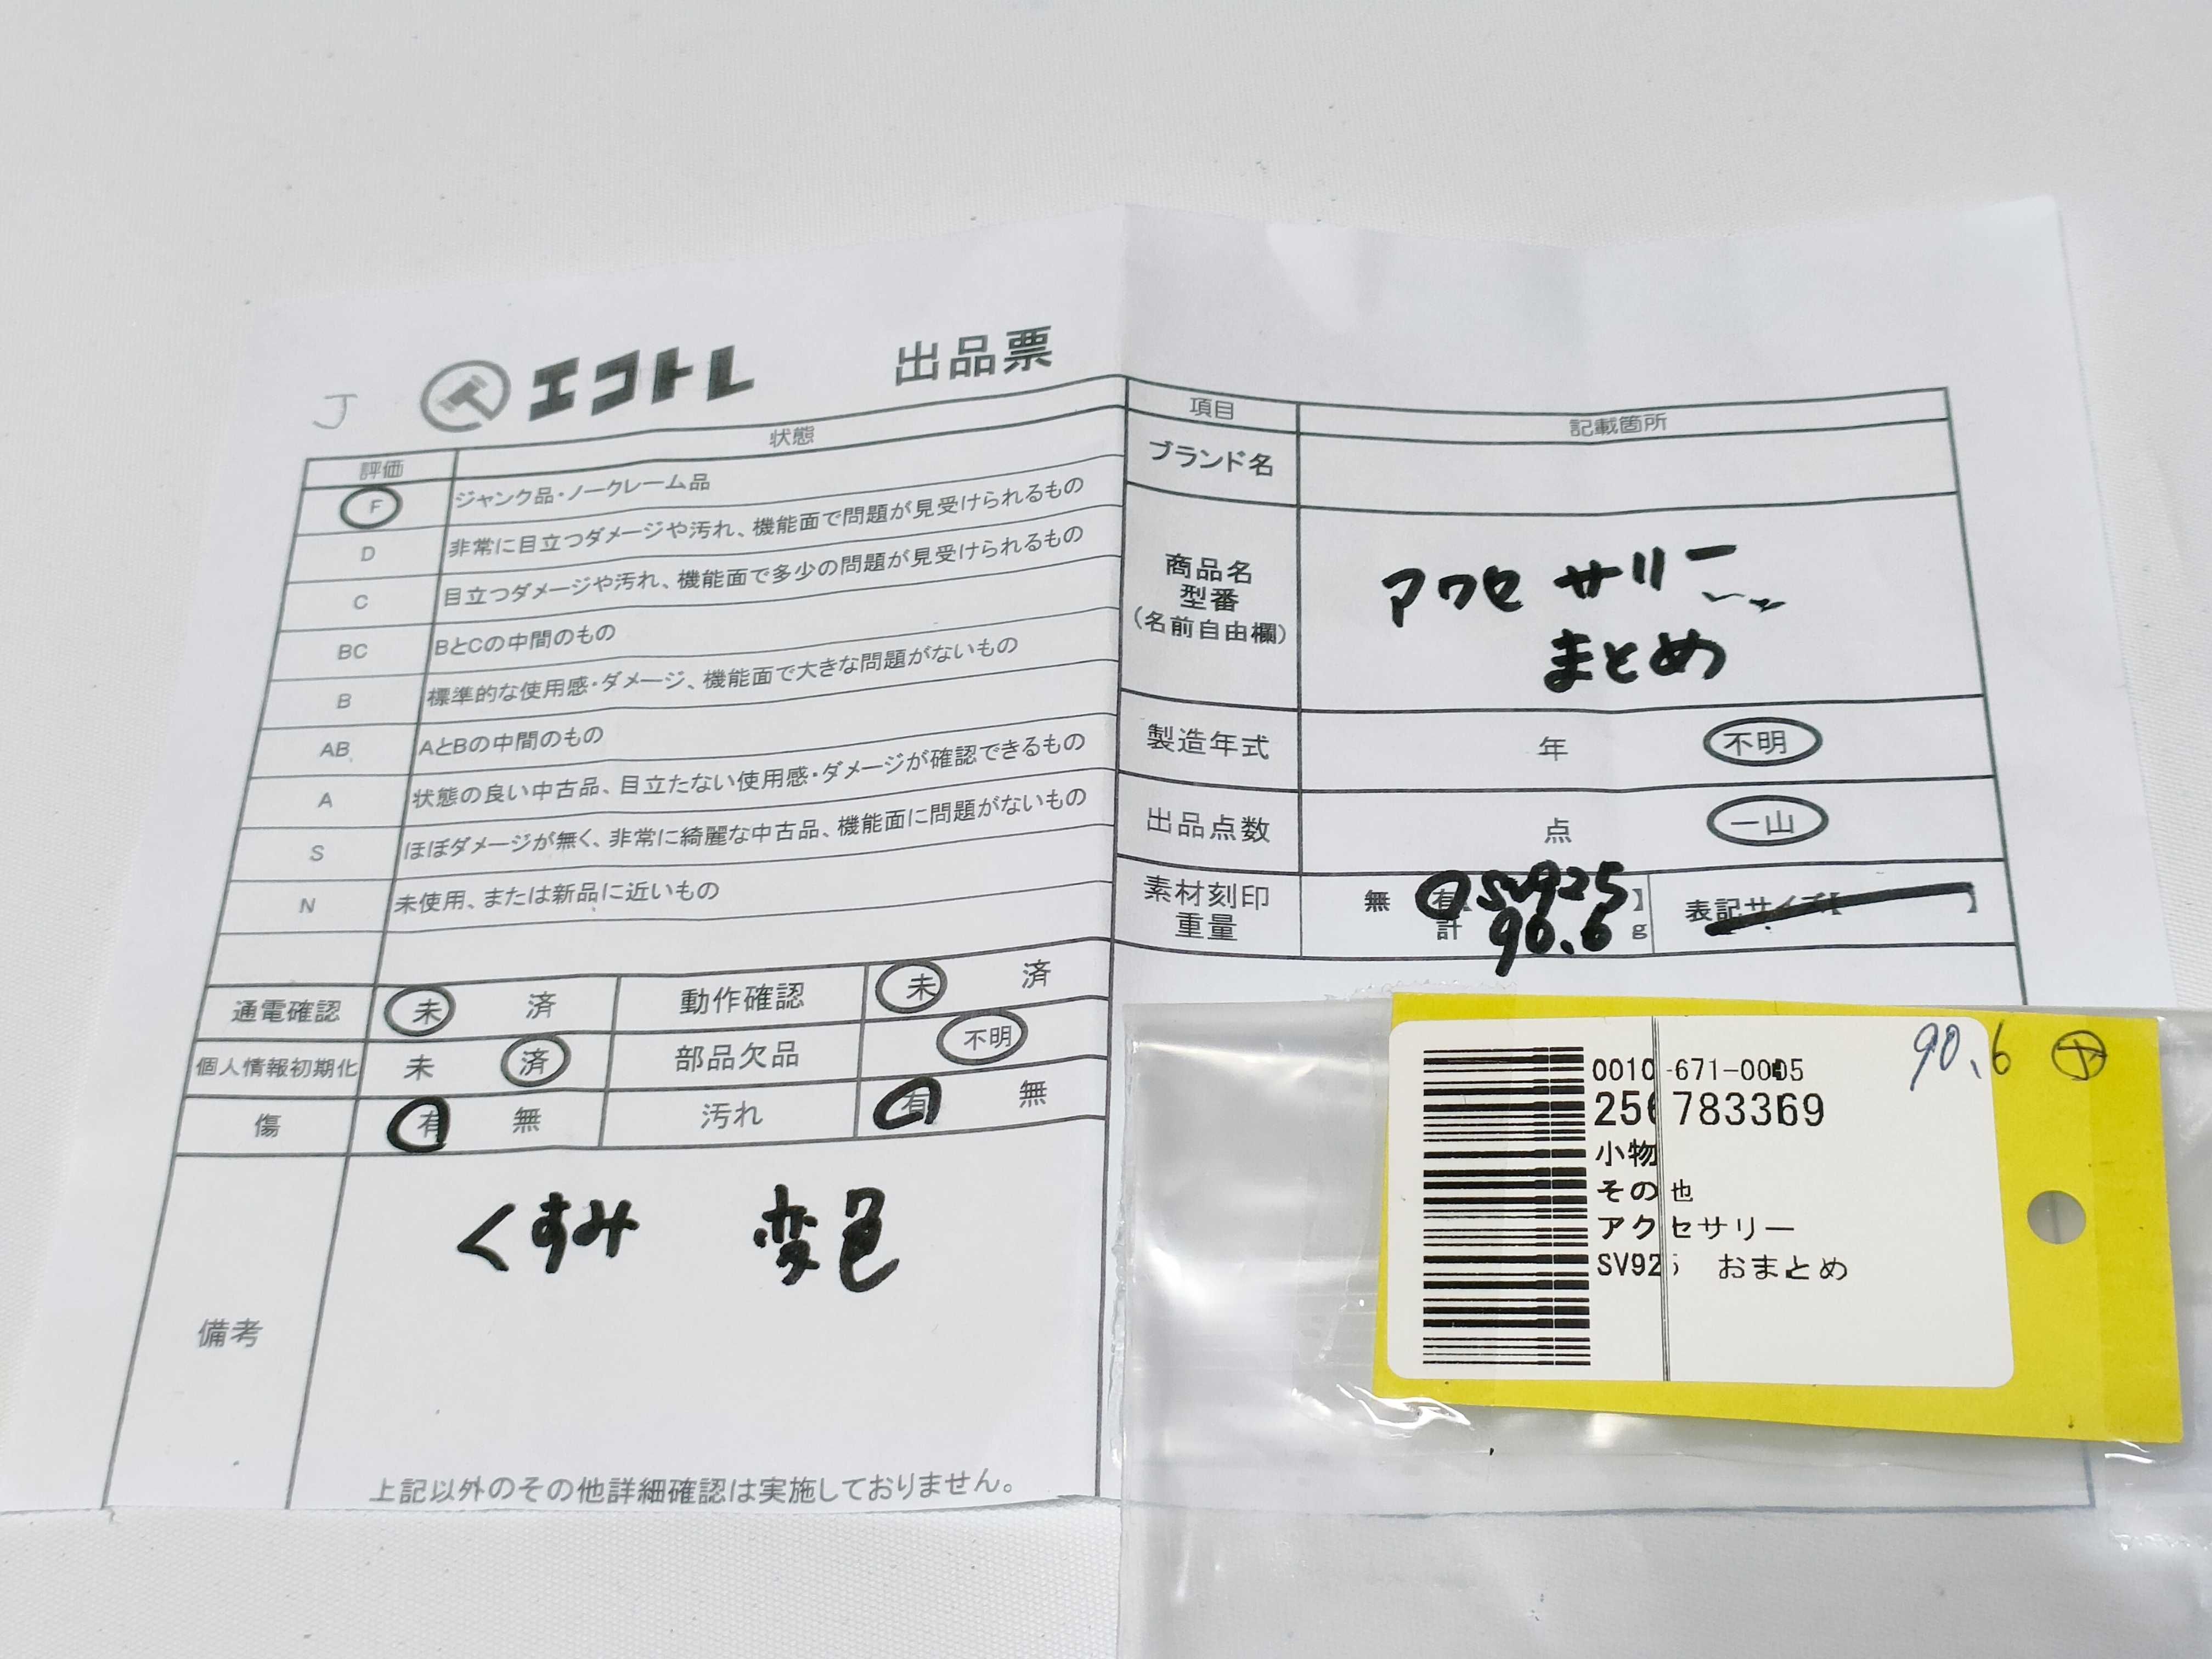 J エコトレ 出品票
評価 状態
F ジャンク品・ノークレーム品
D 非常に目立つダメージや汚れ、機能面で問題が見受けられるもの
C 目立つダメージや汚れ、機能面で多少の問題が見受けられるもの
BC BとCの中間のもの
B 標準的な使用感・ダメージ、機能面で大きな問題がないもの
AB AとBの中間のもの
A 状態の良い中古品、目立たない使用感・ダメージが確認できるもの
S ほぼダメージが無く、非常に綺麗な中古品、機能面に問題がないもの
N 未使用、または新品に近いもの
通電確認 未 済 動作確認 未 済
個人情報初期化 未 済 部品欠品 不明
傷 有 無 汚れ 有 無
備考
くすみ 変色
上記以外のその他詳細確認は実施しておりません。
項目 記載箇所
ブランド名
商品名
型番
(名前自由欄)
アクセサリー
まとめ
製造年式 年 不明
出品点数 点 一山
素材刻印 無 有【SV925】 表記サイズ【 】
重量 計 90.6 g
90.6
0010-671-0005
256783369
小物
その他
アクセサリー
SV925 おまとめ